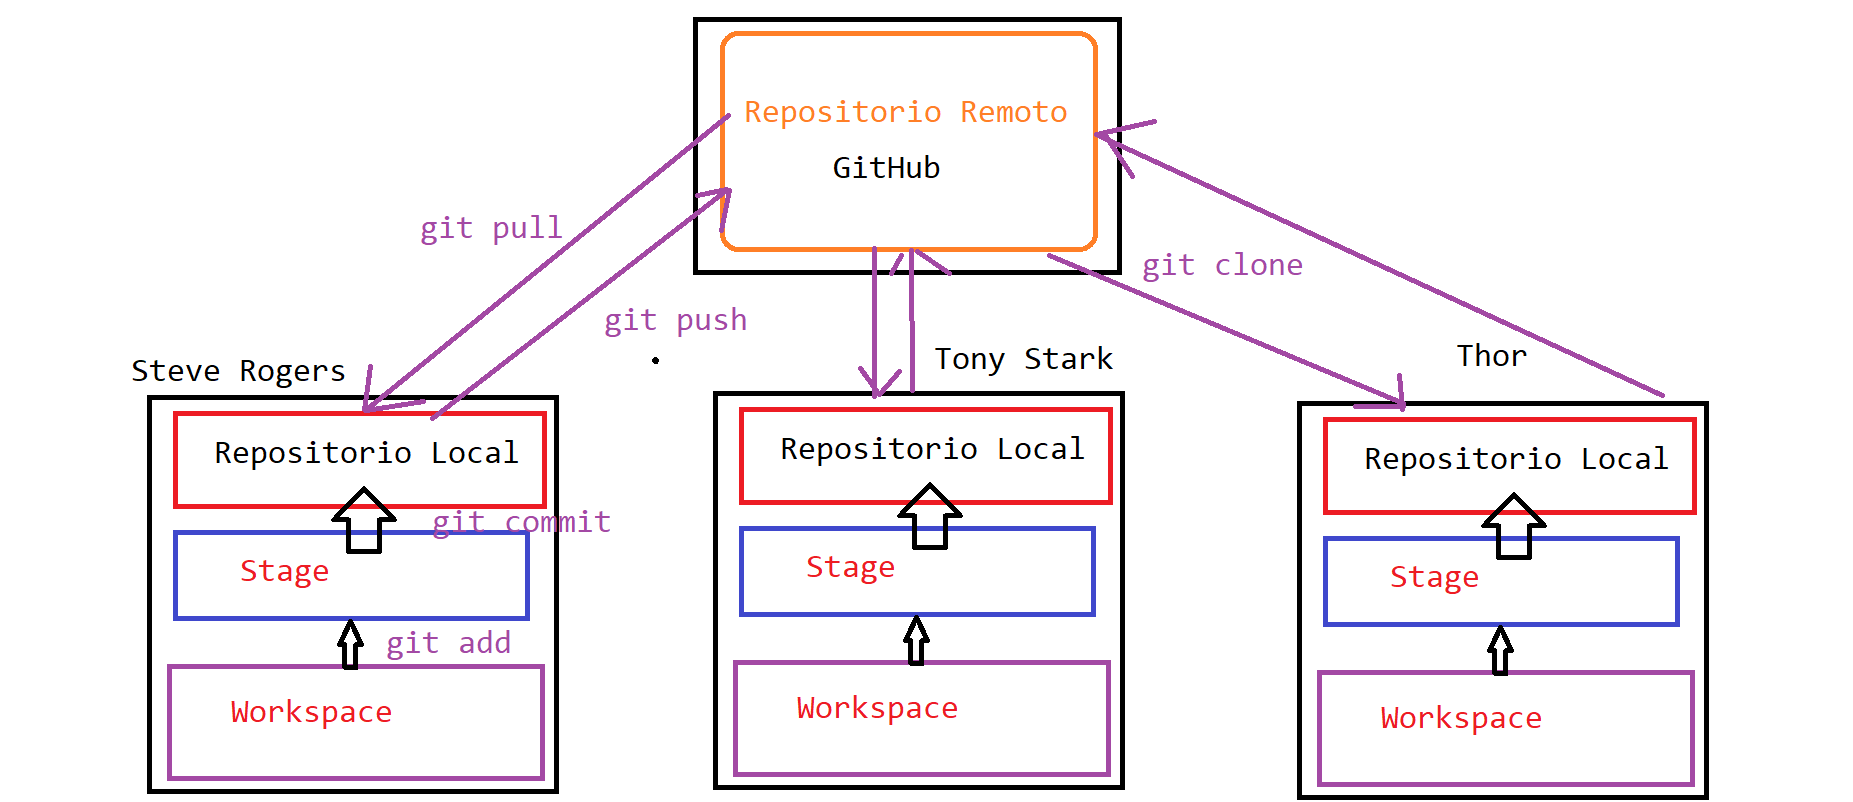 Repositorio Remoto
GitHub
git pull
git clone
git push
Steve Rogers
Tony Stark
Thor
Repositorio Local
Repositorio Local
Repositorio Local
git commit
Stage
Stage
Stage
git add
Workspace
Workspace
Workspace